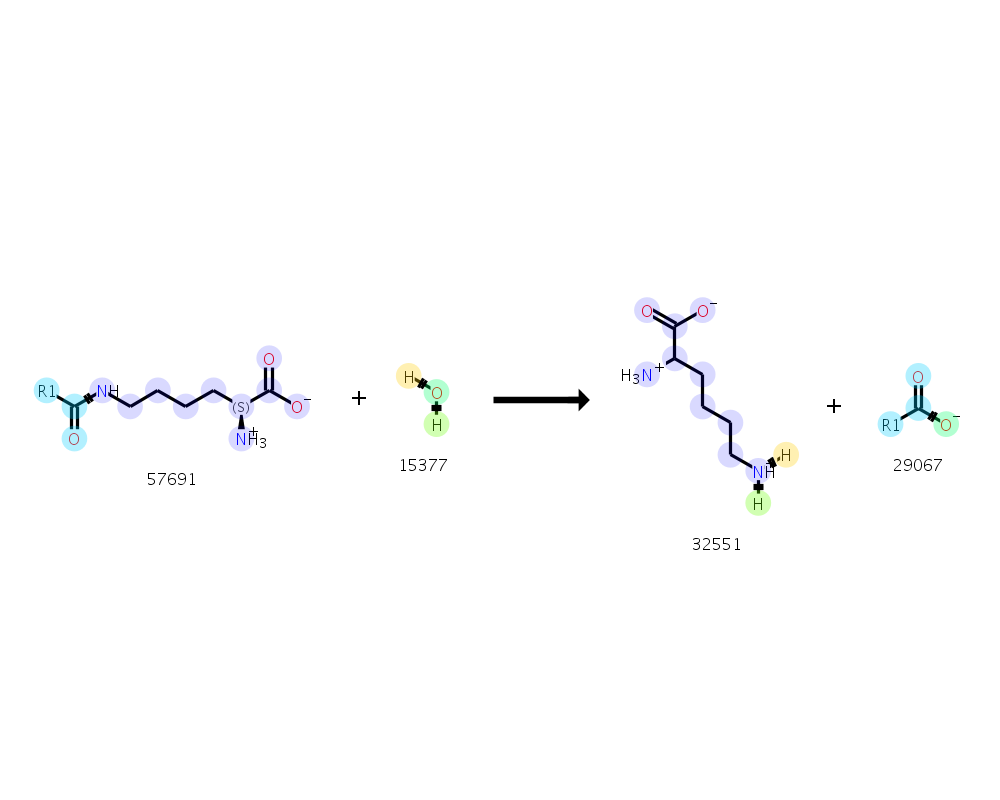 R1
O
NH
(S)
NH3+
O
O−
57691
+
H
O
H
15377
O
O−
H3N+
NH
H
H
32551
+
O
R1
O−
29067